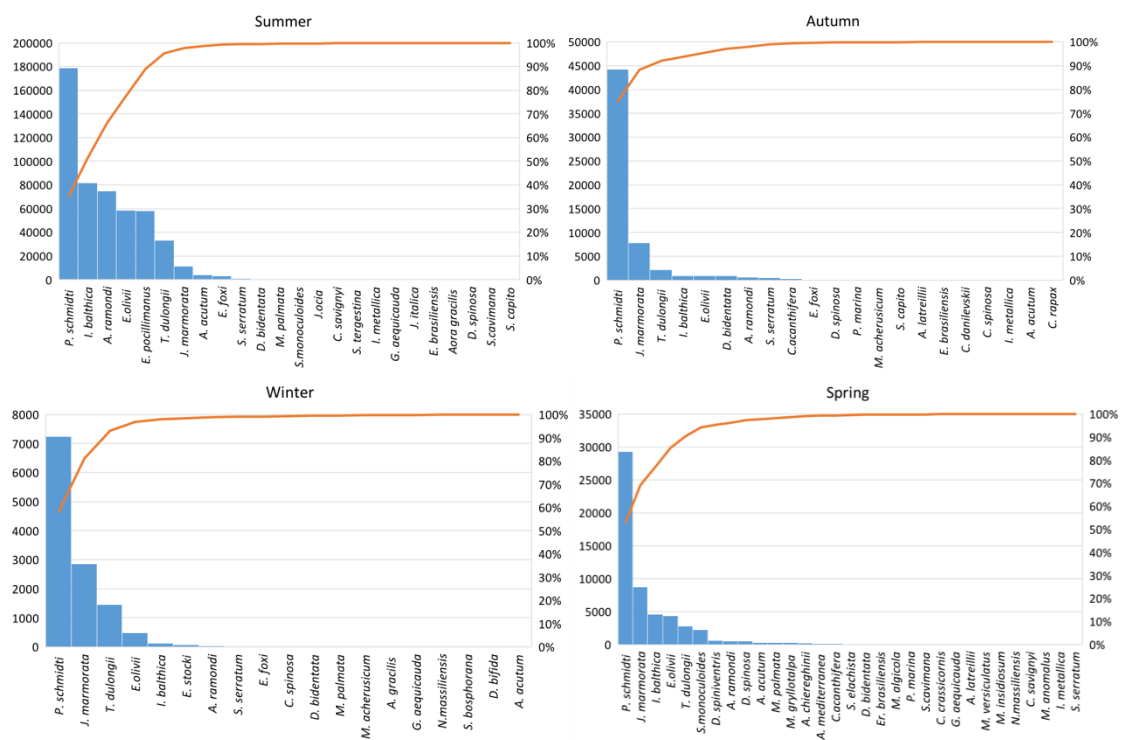 Summer
200000
180000
160000
140000
120000
100000
80000
60000
40000
20000
0
100%
90%
80%
70%
60%
50%
40%
30%
20%
10%
0%
P. schmidti
I. balthica
A. ramondi
E.olivii
E. pocillimanus
T. dulongii
J. marmorata
A. acutum
E. foxi
S. serratum
D. bidentata
M. palmata
S.monoculoides
J.ocia
C. savignyi
S. tergestina
I. metallica
G. aequicauda
J. italica
E. brasiliensis
Aora gracilis
D. spinosa
S.cavimana
S. capito
Autumn
50000
45000
40000
35000
30000
25000
20000
15000
10000
5000
0
100%
90%
80%
70%
60%
50%
40%
30%
20%
10%
0%
P. schmidti
J. marmorata
T. dulongii
I. balthica
E.olivii
D. bidentata
A. ramondi
S. serratum
C.acanthifera
E. foxi
D. spinosa
P. marina
M. acherusicum
S. capito
A. latreillii
E. brasiliensis
C. danilevskii
C. spinosa
I. metallica
A. acutum
C. rapax
Winter
8000
7000
6000
5000
4000
3000
2000
1000
0
100%
90%
80%
70%
60%
50%
40%
30%
20%
10%
0%
P. schmidti
J. marmorata
T. dulongii
E.olivii
I. balthica
E. stocki
A. ramondi
S. serratum
E. foxi
C. spinosa
D. bidentata
M. palmata
M. acherusicum
A. gracilis
G. aequicauda
N.massiliensis
S. bosphorana
D. bifida
A. acutum
Spring
35000
30000
25000
20000
15000
10000
5000
0
100%
90%
80%
70%
60%
50%
40%
30%
20%
10%
0%
P. schmidti
J. marmorata
I. balthica
E.olivii
T. dulongii
S.monoculoides
D. spiniventris
A. ramondi
D. spinosa
A. acutum
M. palmata
M. gryllotalpa
A. chiereghinii
A. mediterranea
C.acanthifera
S. elachista
D. bidentata
Er. brasiliensis
M. algicola
P. marina
S.cavimana
C. crassicornis
G. aequicauda
A. latreillii
M. versiculatus
M. insidiosum
N.massiliensis
C. savignyi
M. anomalus
I. metallica
S. serratum